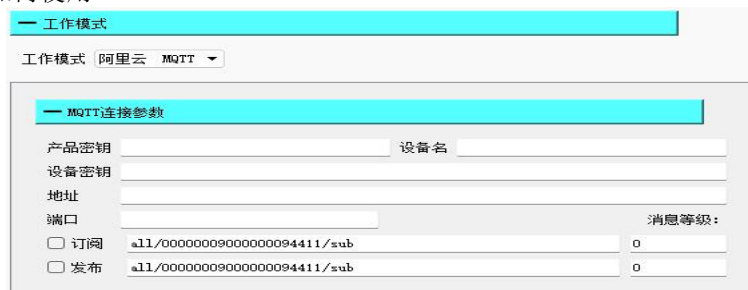 一 工作模式
工作模式 阿里云 MQTT
一 MQTT连接参数
产品密钥 设备名
设备密钥
地址
端口 消息等级:
订阅 all/00000009000000094411/sub 0
发布 all/00000009000000094411/sub 0